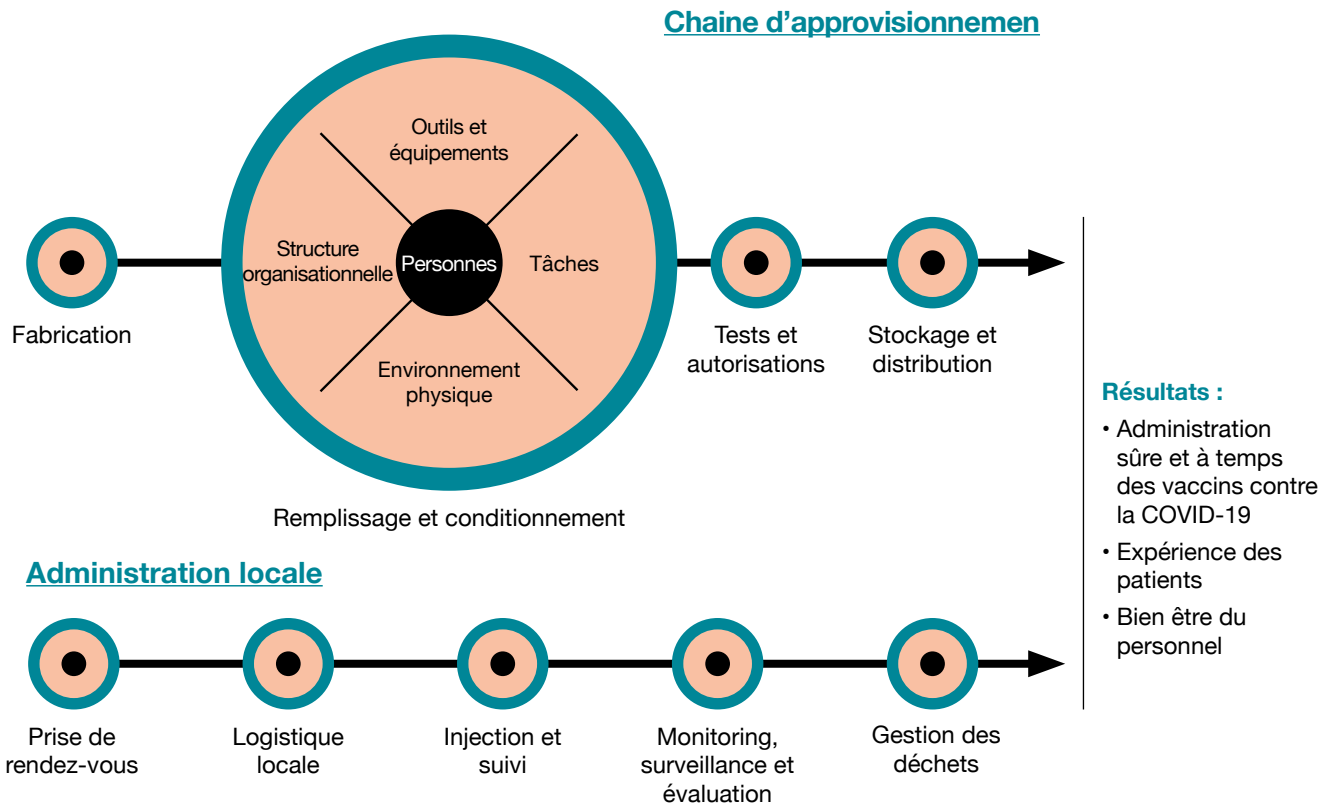 Chaine d'approvisionnemen
Outils et
équipements
Structure
organisationnelle
Personnes
Tâches
Environnement
physique
Fabrication
Remplissage et conditionnement
Tests et
autorisations
Stockage et
distribution
Administration locale
Prise de
rendez-vous
Logistique
locale
Injection et
suivi
Monitoring,
surveillance et
évaluation
Gestion des
déchets
Résultats :
• Administration
sûre et à temps
des vaccins contre
la COVID-19
• Expérience des
patients
• Bien être du
personnel